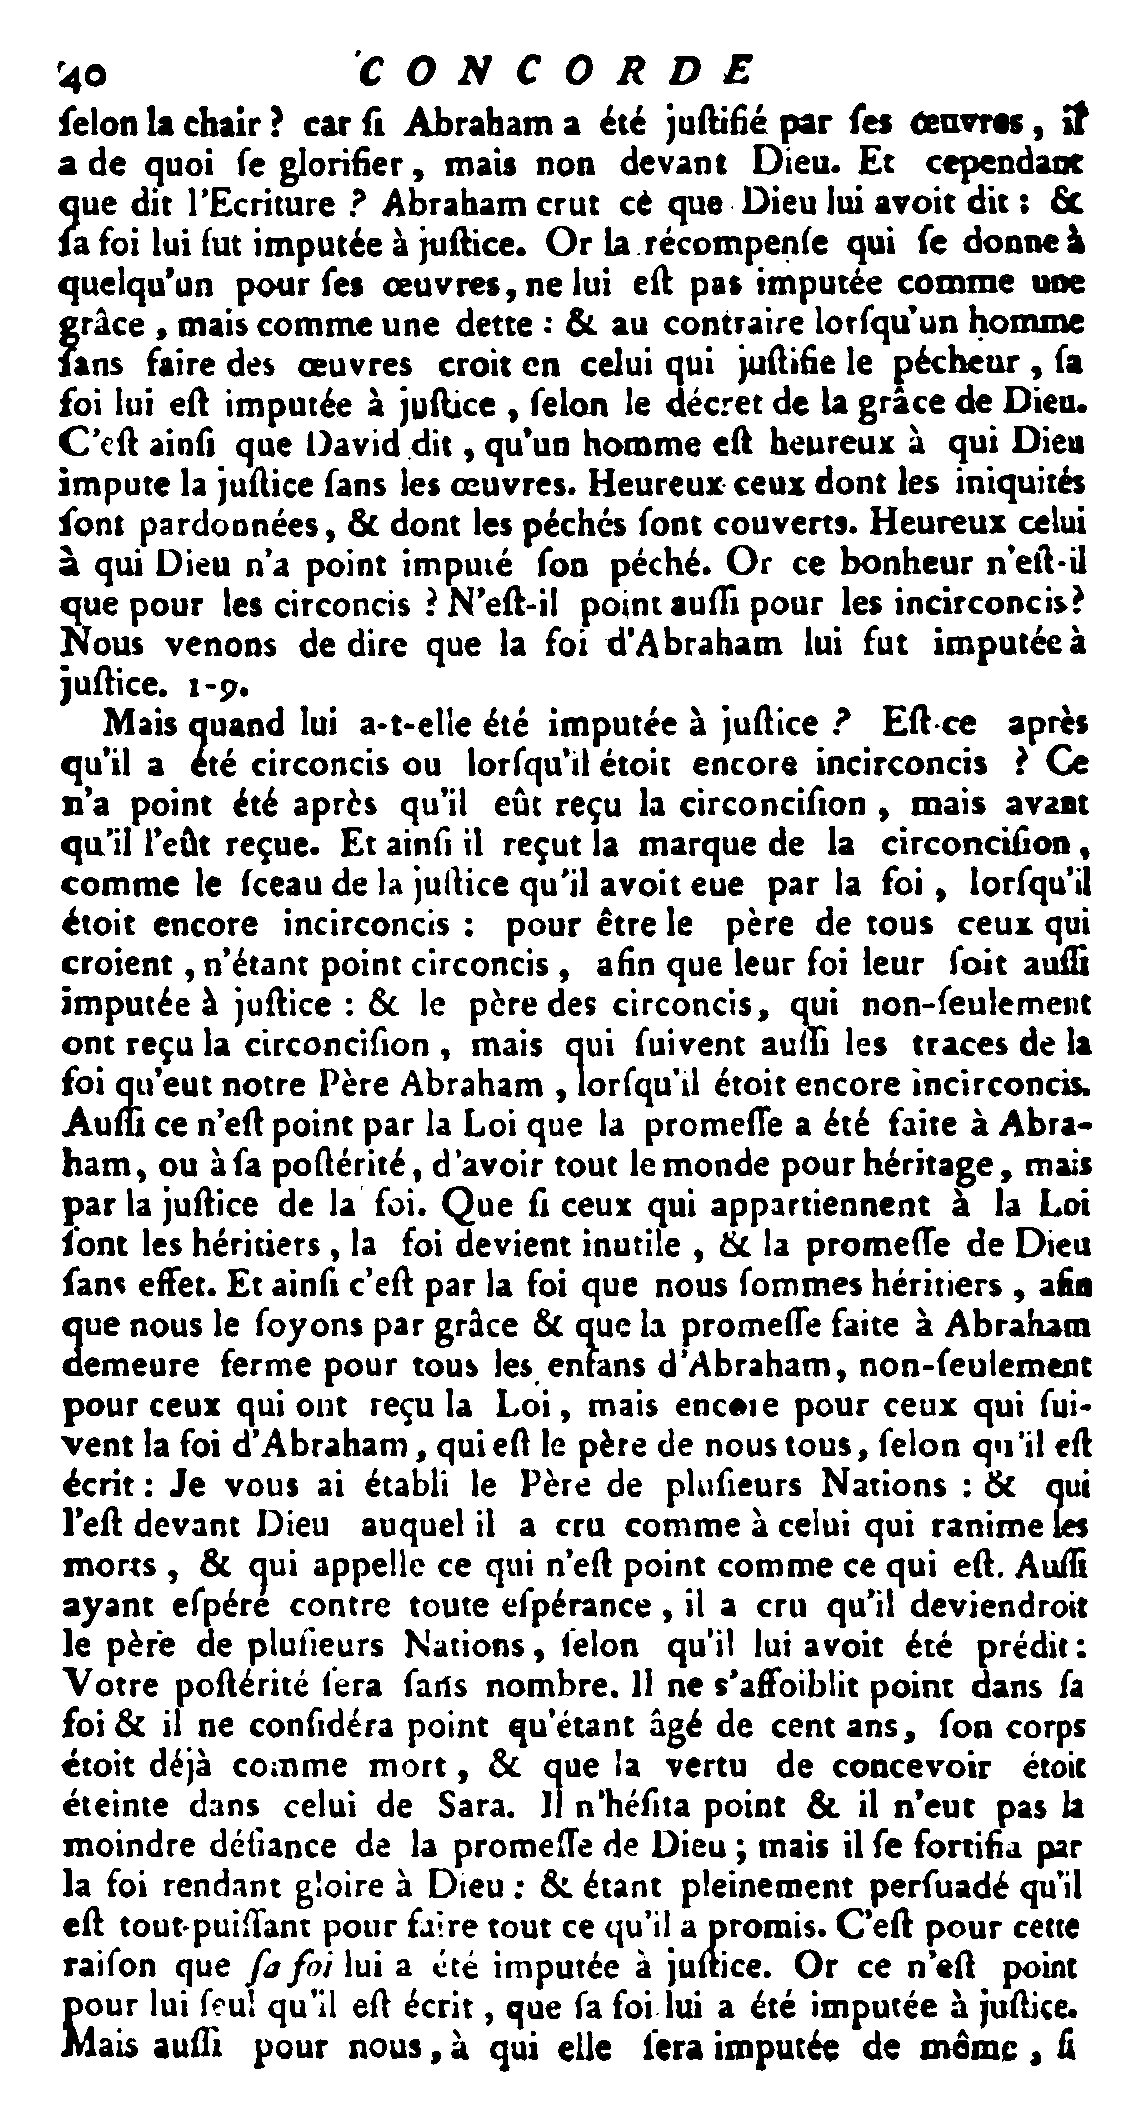 40 CONCORDE
ſelon la chair ? car ſi Abraham a été juſtifié par ſes œuvres, il
a de quoi ſe glorifier, mais non devant Dieu. Et cependant
que dit l'Ecriture ? Abraham crut cé que Dieu lui avoit dit : &
ſa foi lui fut imputée à juſtice. Or la récompenſe qui ſe donne à
quelqu'un pour ſes œuvres, ne lui eſt pas imputée comme une
grâce, mais comme une dette : & au contraire lorſqu'un homme
ſans faire des œuvres croit en celui qui juſtifie le pécheur, ſa
foi lui eſt imputée à juſtice, ſelon le décret de la grâce de Dieu.
C'eſt ainſi que David dit, qu'un homme eſt heureux à qui Dieu
impute la juſtice ſans les œuvres. Heureux ceux dont les iniquités
ſont pardonnées, & dont les péchés ſont couverts. Heureux celui
à qui Dieu n'a point imputé ſon péché. Or ce bonheur n'eſt-il
que pour les circoncis ? N'eſt-il point auſſi pour les incirconcis?
Nous venons de dire que la foi d'Abraham lui fut imputée à
juſtice. 1-9.
Mais quand lui a-t-elle été imputée à juſtice ? Eſt-ce après
qu'il a été circoncis ou lorſqu'il étoit encore incirconcis ? Ce
n'a point été après qu'il eût reçu la circonciſion, mais avant
qu'il l'eût reçue. Et ainſi il reçut la marque de la circonciſion,
comme le ſceau de la juſtice qu'il avoit eue par la foi, lorſqu'il
étoit encore incirconcis : pour être le père de tous ceux qui
croient, n'étant point circoncis, afin que leur foi leur ſoit auſſi
imputée à juſtice : & le père des circoncis, qui non-ſeulement
ont reçu la circonciſion, mais qui ſuivent auſſi les traces de la
foi qu'eut notre Père Abraham, lorſqu'il étoit encore incirconcis.
Auſſi ce n'eſt point par la Loi que la promeſſe a été faite à Abra-
ham, ou à ſa poſtérité, d'avoir tout le monde pour héritage, mais
par la juſtice de la foi. Que ſi ceux qui appartiennent à la Loi
ſont les héritiers, la foi devient inutile, & la promeſſe de Dieu
ſans effet. Et ainſi c'eſt par la foi que nous ſommes héritiers, afin
que nous le ſoyons par grâce & que la promeſſe faite à Abraham
demeure ferme pour tous les enfans d'Abraham, non-ſeulement
pour ceux qui ont reçu la Loi, mais encore pour ceux qui ſui-
vent la foi d'Abraham, qui eſt le père de nous tous, ſelon qu'il eſt
écrit : Je vous ai établi le Père de pluſieurs Nations : & qui
l'eſt devant Dieu auquel il a cru comme à celui qui ranime les
morts, & qui appelle ce qui n'eſt point comme ce qui eſt. Auſſi
ayant eſpéré contre toute eſpérance, il a cru qu'il deviendroit
le père de pluſieurs Nations, ſelon qu'il lui avoit été prédit :
Votre poſtérité ſera ſans nombre. Il ne s'affoiblit point dans ſa
foi & il ne conſidéra point qu'étant âgé de cent ans, ſon corps
étoit déjà comme mort, & que la vertu de concevoir étoit
éteinte dans celui de Sara. Il n'héſita point & il n'eut pas la
moindre défiance de la promeſſe de Dieu ; mais il ſe fortifia par
la foi rendant gloire à Dieu : & étant pleinement perſuadé qu'il
eſt tout-puiſſant pour faire tout ce qu'il a promis. C'eſt pour cette
raiſon que ſa foi lui a été imputée à juſtice. Or ce n'eſt point
pour lui ſeul qu'il eſt écrit, que ſa foi lui a été imputée à juſtice.
Mais auſſi pour nous, à qui elle ſera imputée de même, ſi